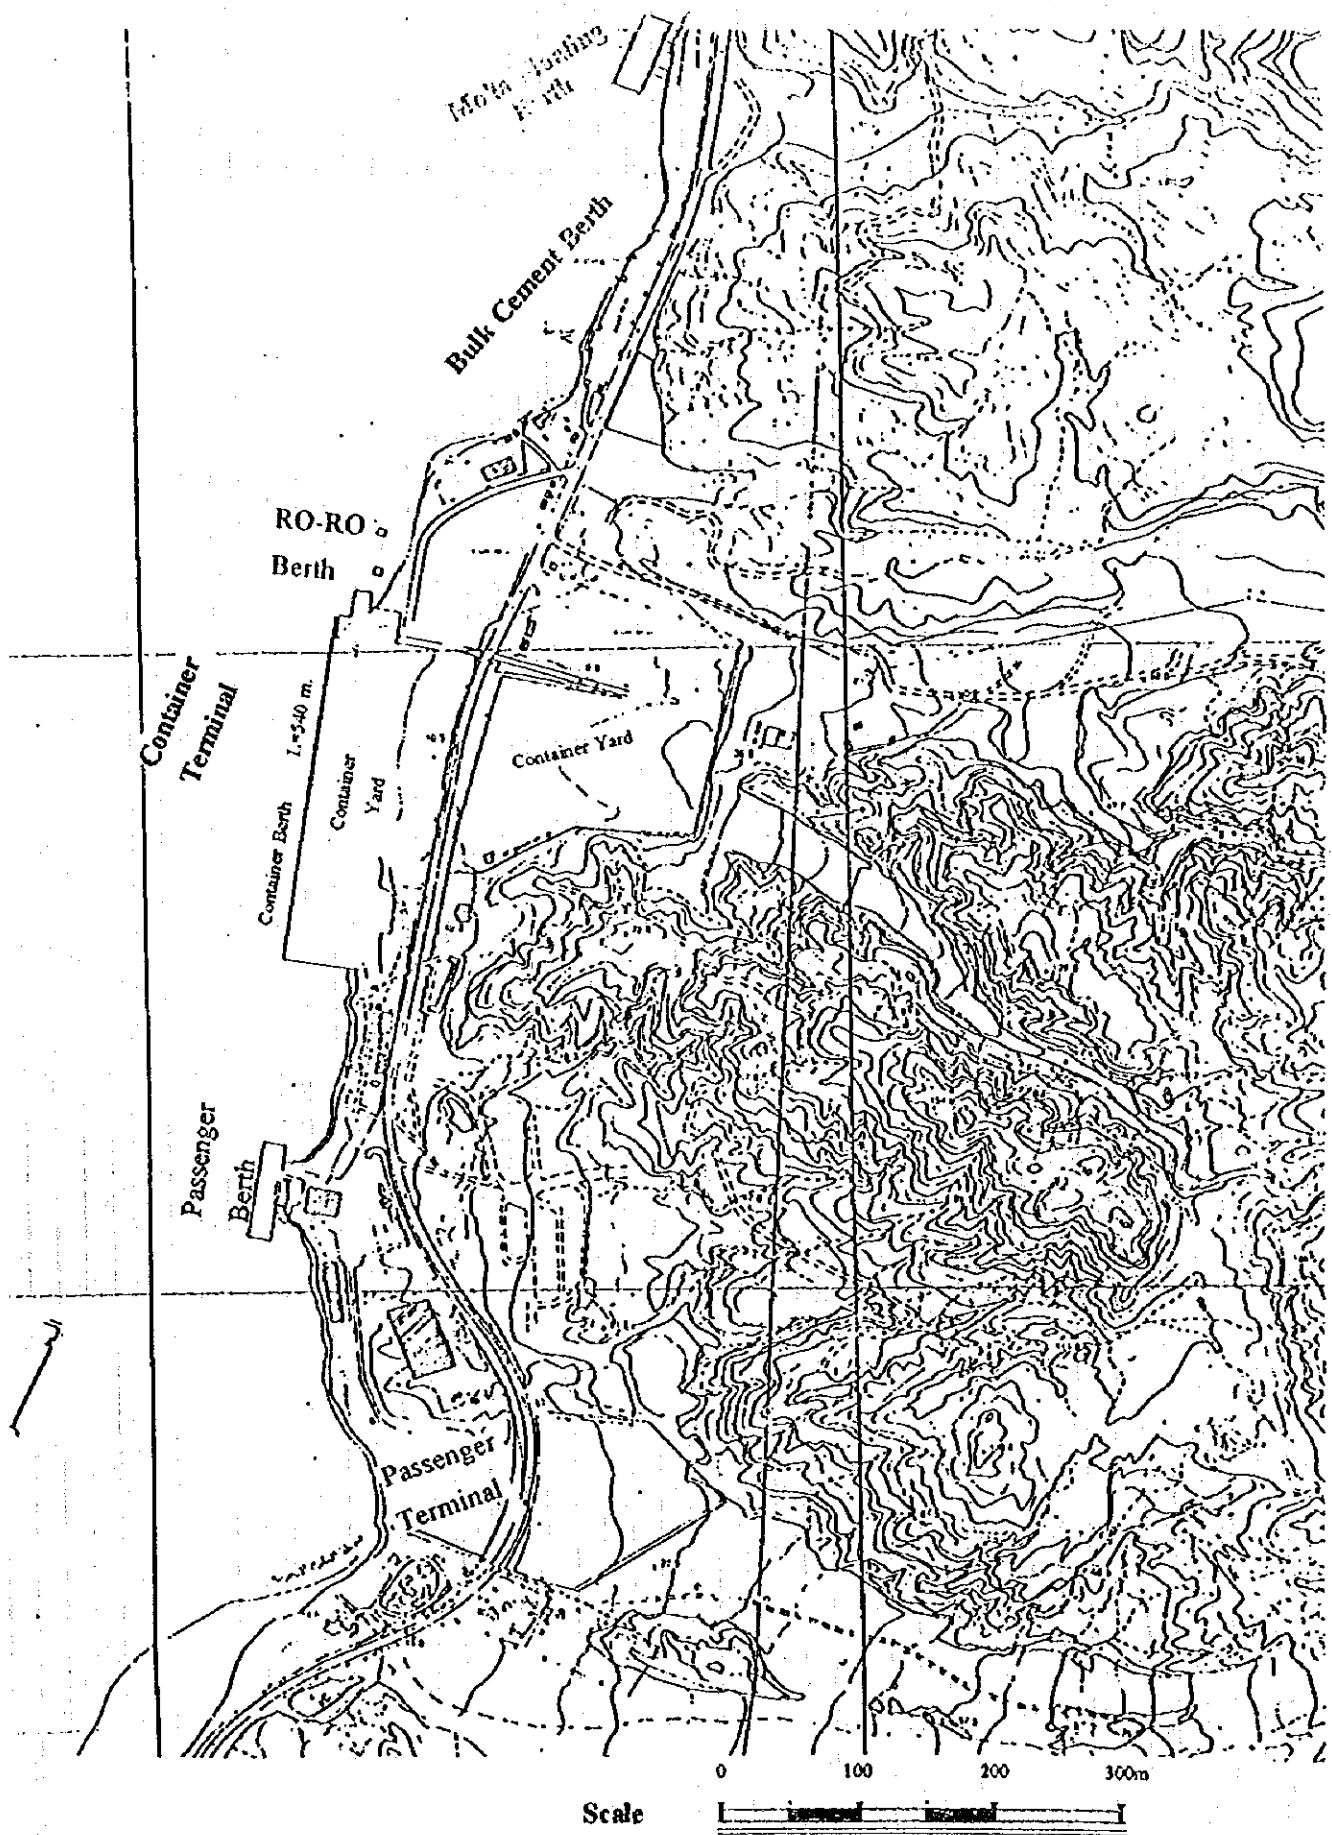 Bulk Cement Berth
RO-RO
Berth
Container
Terminal
L=540 m.
Container Berth
Container
Yard
Container Yard
Passenger
Berth
Passenger
Terminal
0 100 200 300m
Scale